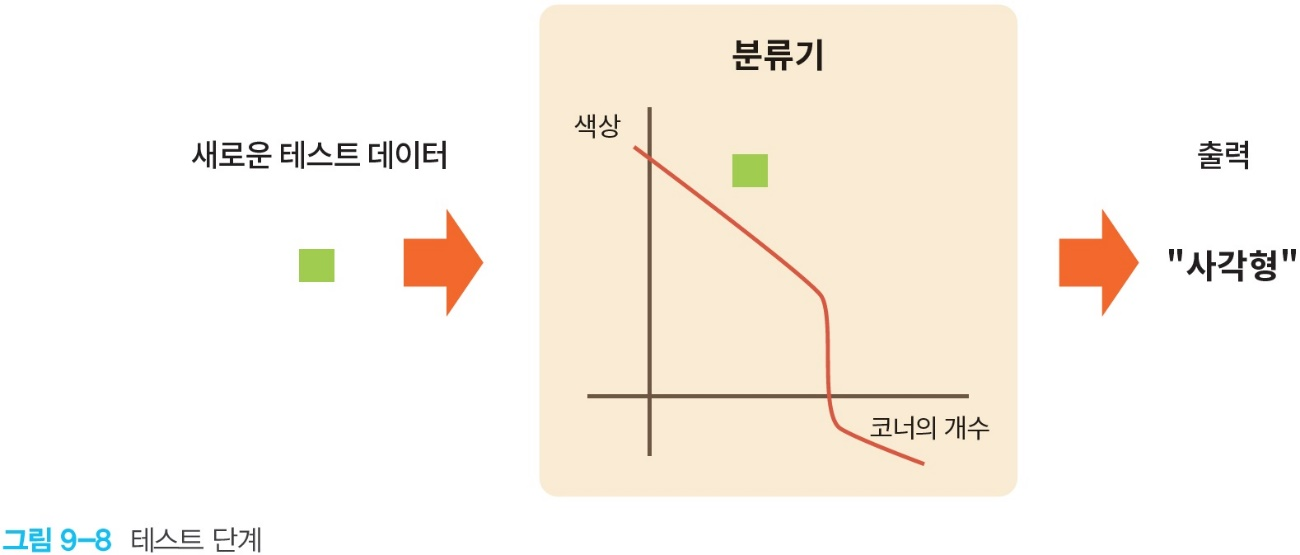 분류기
색상
새로운 테스트 데이터
출력
"사각형"
코너의 개수
그림 9-8 테스트 단계